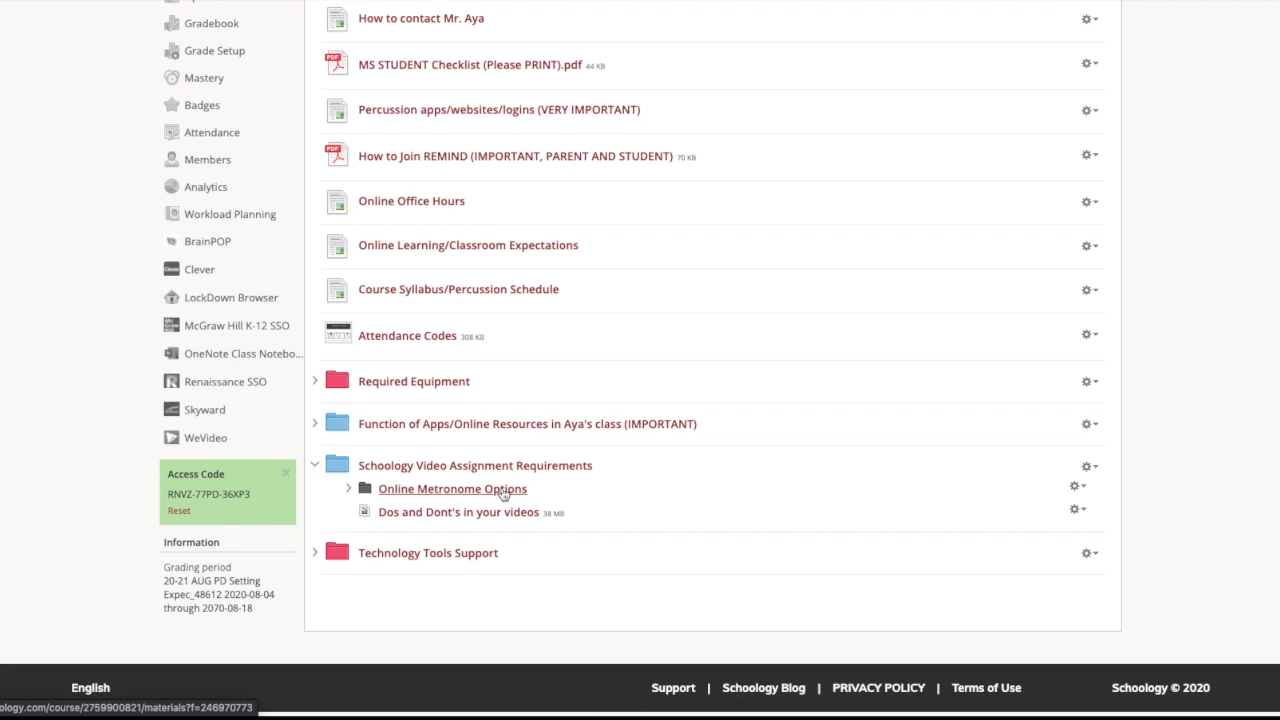 Gradebook
Grade Setup
Mastery
Badges
Attendance
Members
Analytics
Workload Planning
BrainPOP
Clever
LockDown Browser
McGraw Hill K-12 SSO
OneNote Class Notebo...
Renaissance SSO
Skyward
WeVideo
Access Code
RNVZ-77PD-36XP3
Reset
Information
Grading period
20-21 AUG PD Setting
Expec_48612 2020-08-04
through 2070-08-18
How to contact Mr. Aya
MS STUDENT Checklist (Please PRINT).pdf 44 KB
Percussion apps/websites/logins (VERY IMPORTANT)
How to Join REMIND (IMPORTANT, PARENT AND STUDENT) 70 KB
Online Office Hours
Online Learning/Classroom Expectations
Course Syllabus/Percussion Schedule
Attendance Codes 308 KB
Required Equipment
Function of Apps/Online Resources in Aya's class (IMPORTANT)
Schoology Video Assignment Requirements
Online Metronome Options
Dos and Dont's in your videos 38 MB
Technology Tools Support
English
Support | Schoology Blog | PRIVACY POLICY | Terms of Use
Schoology © 2020
ology.com/course/2759900821/materials?f=246970773